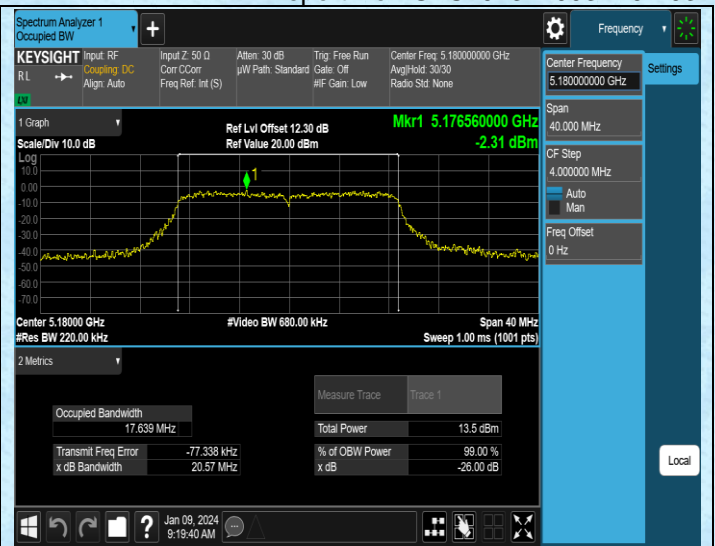 Spectrum Analyzer 1
Occupied BW
+
Frequency
KEYSIGHT
RL
LXI
Input: RF
Coupling: DC
Align: Auto
Input Z: 50 Ω
Corr CCorr
Freq Ref: Int (S)
Atten: 30 dB
µW Path: Standard
Trig: Free Run
Gate: Off
#IF Gain: Low
Center Freq: 5.180000000 GHz
Avg|Hold: 30/30
Radio Std: None
Center Frequency
5.180000000 GHz
Settings
Span
40.000 MHz
CF Step
4.000000 MHz
Auto
Man
Freq Offset
0 Hz
Local
1 Graph
Scale/Div 10.0 dB
Ref Lvl Offset 12.30 dB
Ref Value 20.00 dBm
Mkr1 5.176560000 GHz
-2.31 dBm
Log
10.0
0.00
-10.0
-20.0
-30.0
-40.0
-50.0
-60.0
-70.0
1
Center 5.18000 GHz
#Res BW 220.00 kHz
#Video BW 680.00 kHz
Span 40 MHz
Sweep 1.00 ms (1001 pts)
2 Metrics
Measure Trace
Trace 1
Occupied Bandwidth
17.639 MHz
Total Power
13.5 dBm
Transmit Freq Error
-77.338 kHz
% of OBW Power
99.00 %
x dB Bandwidth
20.57 MHz
x dB
-26.00 dB
?
Jan 09, 2024
9:19:40 AM